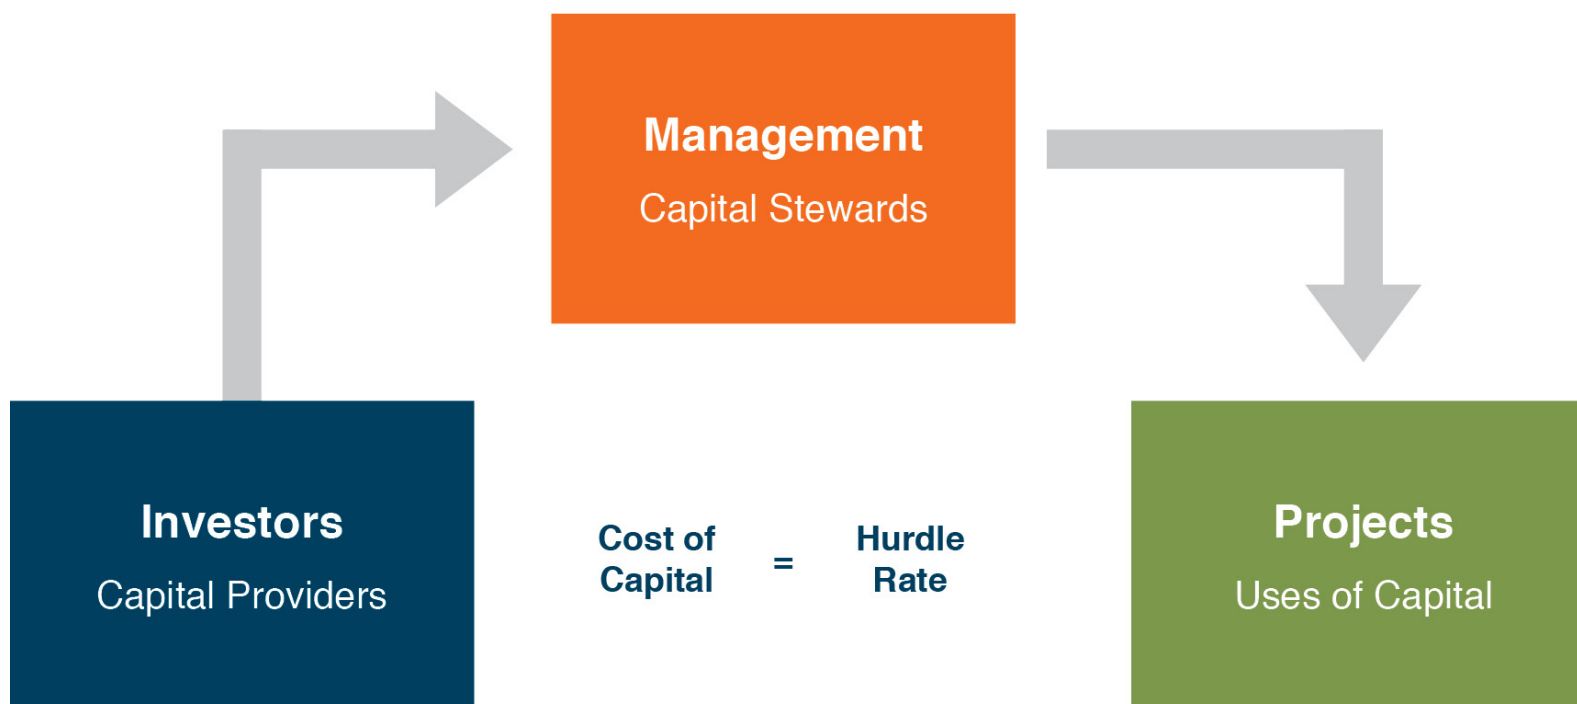 Management
Capital Stewards
Investors
Capital Providers
Cost of
Capital
=
Hurdle
Rate
Projects
Uses of Capital